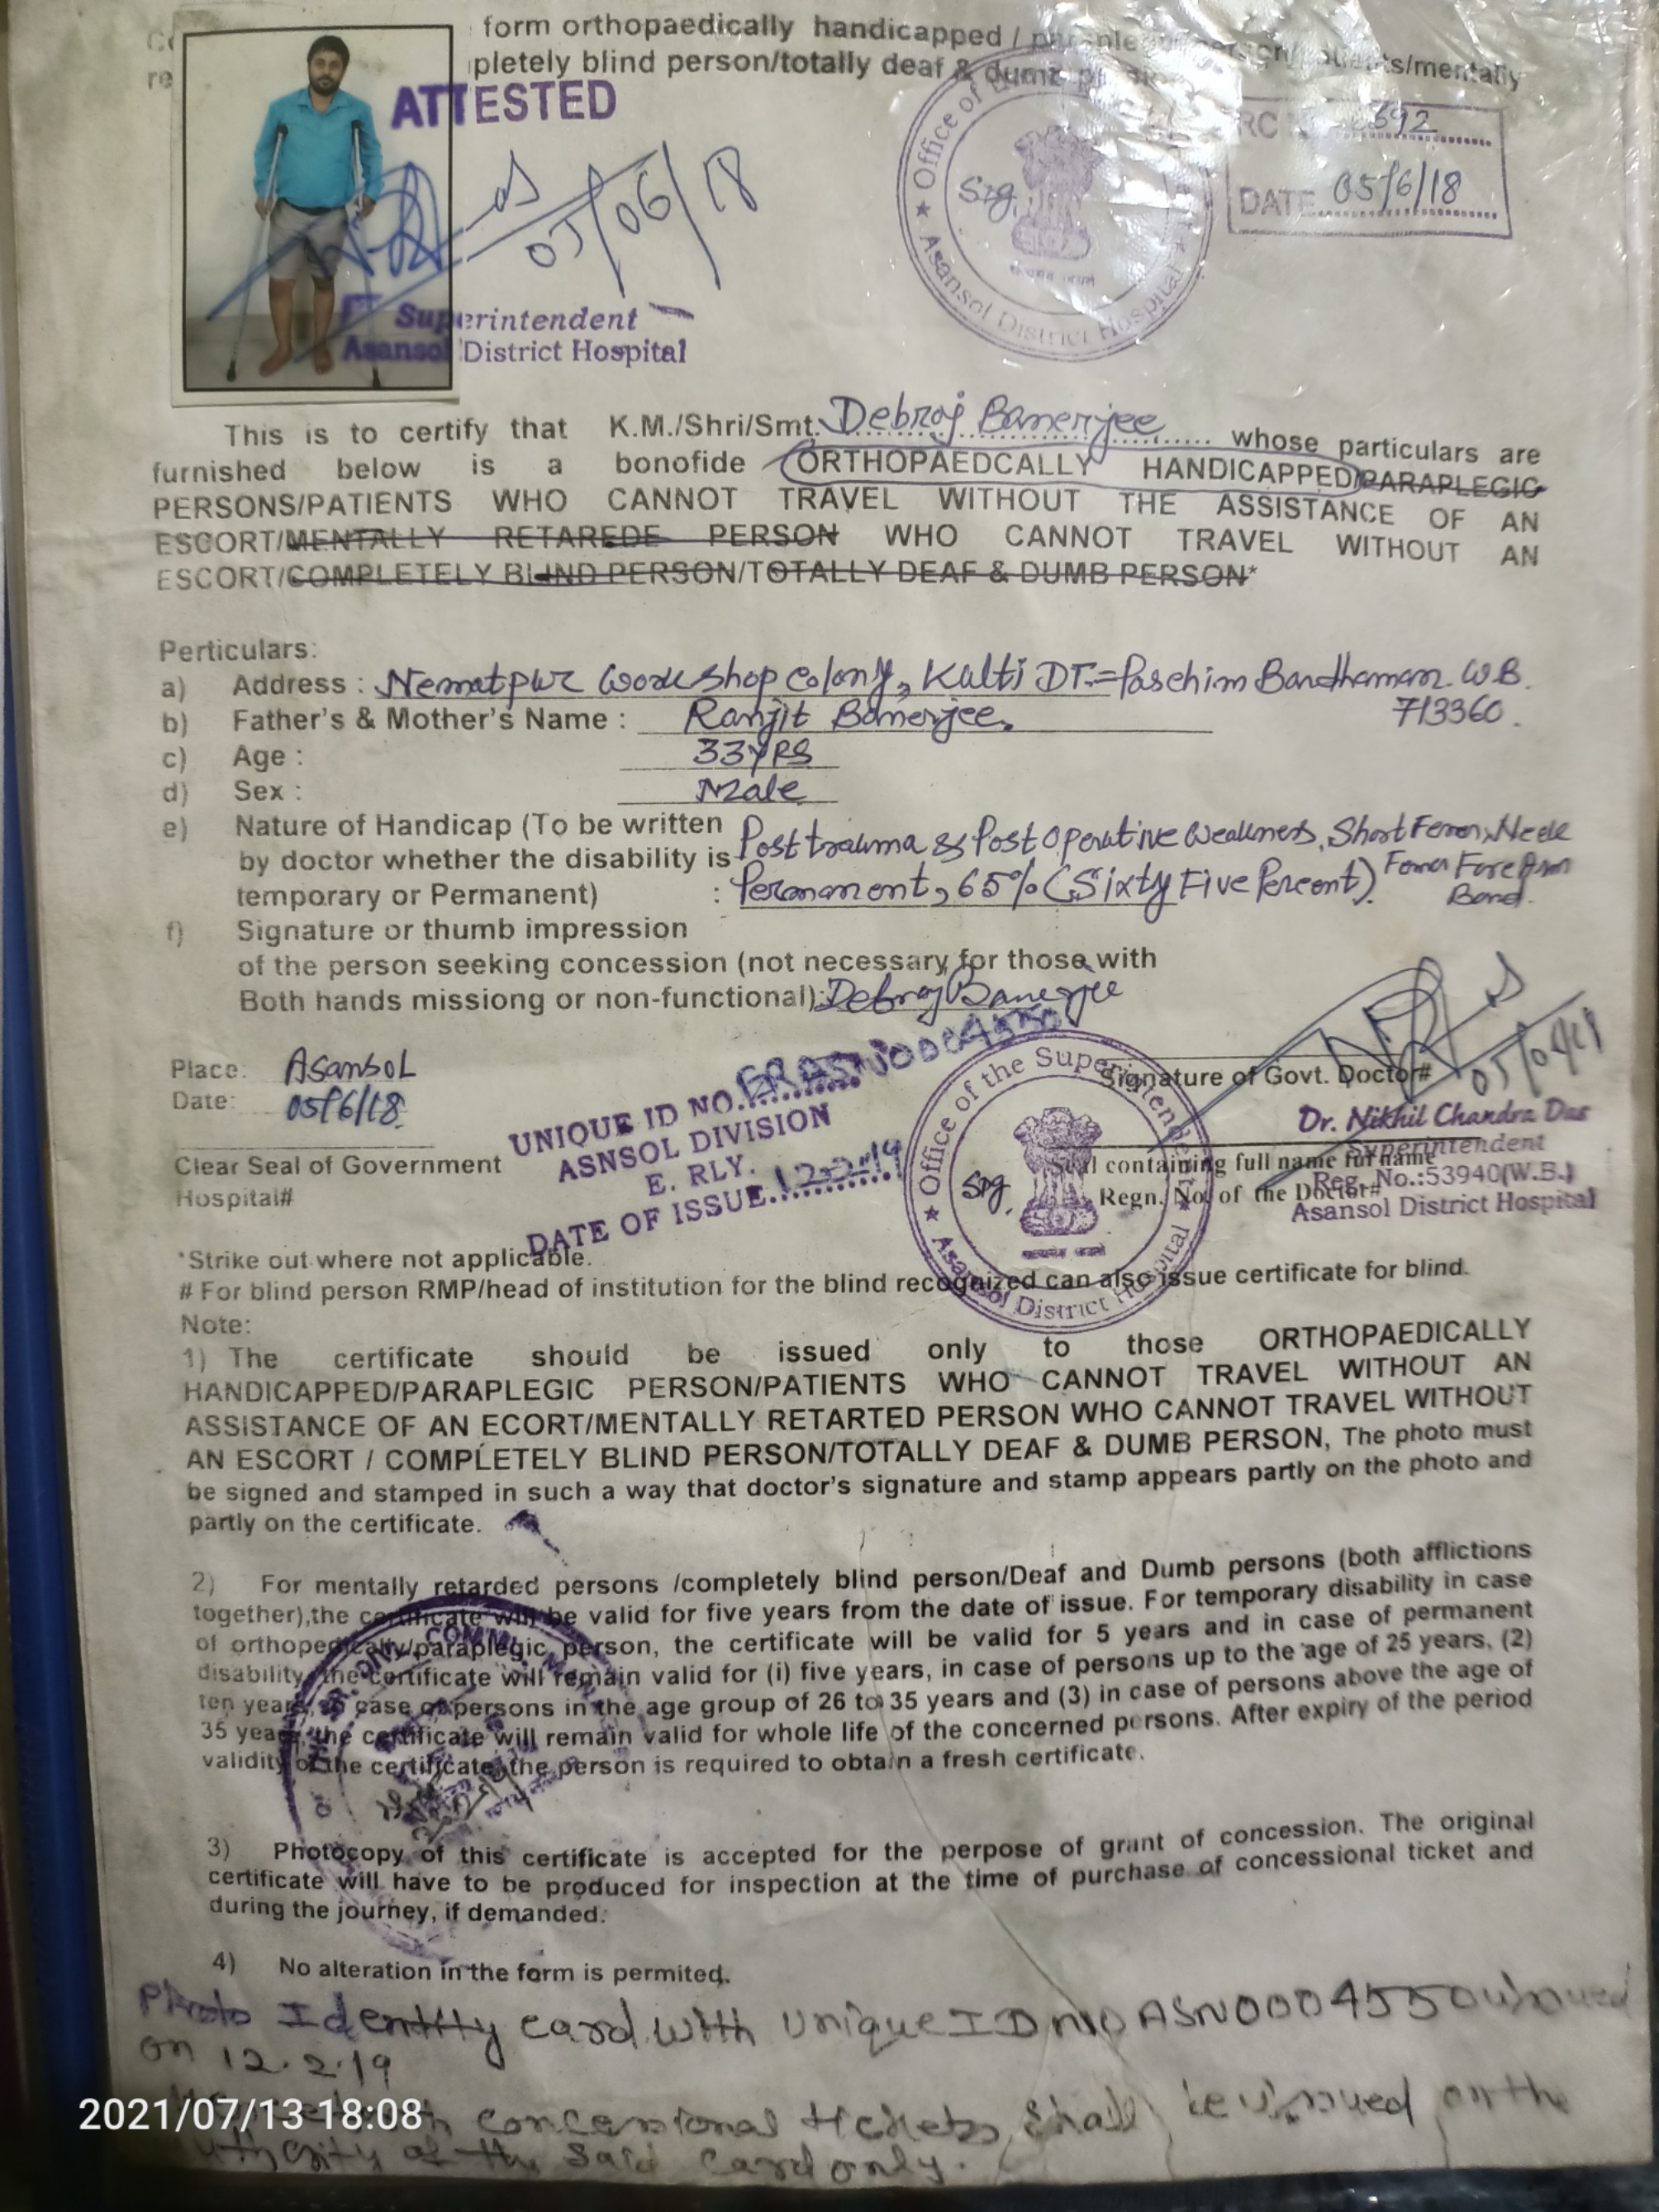 form orthopaedically handicapped /
pletely blind person/totally deaf & dumb
ts/mentally
re
ATTESTED
05/06/18
Superintendent
Asansol District Hospital
Office of
Asansol District Hospital
Srg.
692
DATE 05/6/18
This is to certify that K.M./Shri/Smt. Debraj Banerjee whose particulars are
furnished below is a bonofide ORTHOPAEDCALLY HANDICAPPED/PARAPLEGIC
PERSONS/PATIENTS WHO CANNOT TRAVEL WITHOUT THE ASSISTANCE OF AN
ESCORT/MENTALLY RETAREDE PERSON WHO CANNOT TRAVEL WITHOUT AN
ESCORT/COMPLETELY BLIND PERSON/TOTALLY DEAF & DUMB PERSON*
Perticulars:
a) Address : Nematpur Workshop Colony, Kulti DT.=Paschim Bardhaman. W.B.
713360.
b) Father's & Mother's Name : Ranjit Banerjee.
c) Age : 33yrs
d) Sex : Male
e) Nature of Handicap (To be written
by doctor whether the disability is
temporary or Permanent) :
Post trauma & Post Operative Weakness, Short
Permanent, 65% (Sixty Five Percent)
f) Signature or thumb impression
of the person seeking concession (not necessary for those with
Both hands missiong or non-functional): Debraj Banerjee
Place: Asansol
Date: 05/6/18
UNIQUE ID NO.
ASNSOL DIVISION
E. RLY.
DATE OF ISSUE 12-2-19
Office of the Superintendent
Asansol District Hospital
Srg.
Signature of Govt. Doctor#
Dr. Nikhil Chandra Das
Superintendent
Reg. No.:53940(W.B.)
Asansol District Hospital
Clear Seal of Government
Hospital#
Seal containing full name
Regn. No. of the Doctor#
*Strike out where not applicable.
# For blind person RMP/head of institution for the blind recognized can also issue certificate for blind.
Note:
1) The certificate should be issued only to those ORTHOPAEDICALLY
HANDICAPPED/PARAPLEGIC PERSON/PATIENTS WHO CANNOT TRAVEL WITHOUT AN
ASSISTANCE OF AN ECORT/MENTALLY RETARTED PERSON WHO CANNOT TRAVEL WITHOUT
AN ESCORT / COMPLETELY BLIND PERSON/TOTALLY DEAF & DUMB PERSON, The photo must
be signed and stamped in such a way that doctor's signature and stamp appears partly on the photo and
partly on the certificate.
2) For mentally retarded persons /completely blind person/Deaf and Dumb persons (both afflictions
together),the certificate will be valid for five years from the date of issue. For temporary disability in case
of orthopedically/paraplegic person, the certificate will be valid for 5 years and in case of permanent
disability, the certificate will remain valid for (i) five years, in case of persons up to the age of 25 years, (2)
ten years, in case of persons in the age group of 26 to 35 years and (3) in case of persons above the age of
35 years, the certificate will remain valid for whole life of the concerned persons. After expiry of the period
validity of the certificate, the person is required to obtain a fresh certificate.
3) Photocopy of this certificate is accepted for the perpose of grant of concession. The original
certificate will have to be produced for inspection at the time of purchase of concessional ticket and
during the journey, if demanded.
4) No alteration in the form is permited.
Photo Identity card with Unique ID no ASN0004550
on 12.2.19
concessional tickets shall be issued on the
of the said card only.
2021/07/13 18:08